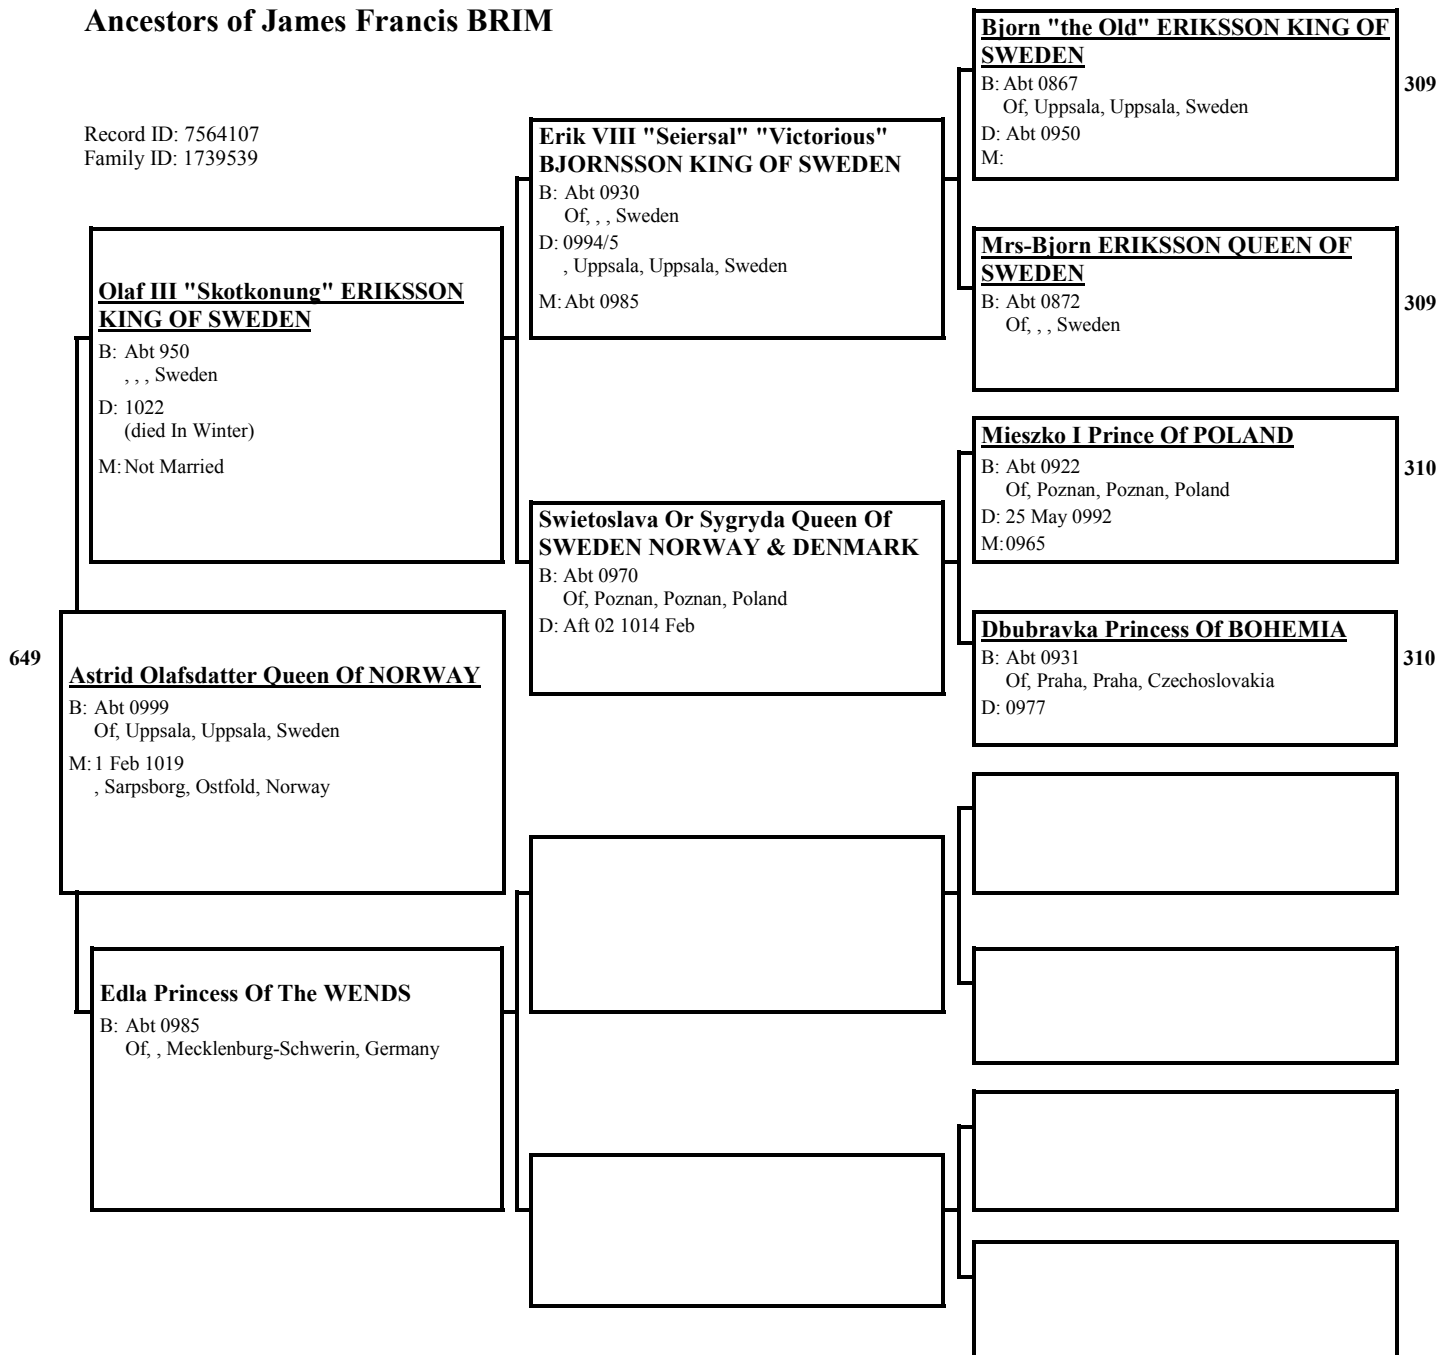 Ancestors of James Francis BRIM
Record ID: 7564107
Family ID: 1739539
Bjorn "the Old" ERIKSSON KING OF
SWEDEN
B: Abt 0867
Of, Uppsala, Uppsala, Sweden
D: Abt 0950
M:
309
Erik VIII "Seiersal" "Victorious"
BJORNSSON KING OF SWEDEN
B: Abt 0930
Of, , , Sweden
D: 0994/5
, Uppsala, Uppsala, Sweden
M: Abt 0985
Mrs-Bjorn ERIKSSON QUEEN OF
SWEDEN
B: Abt 0872
Of, , , Sweden
309
Olaf III "Skotkonung" ERIKSSON
KING OF SWEDEN
B: Abt 950
, , , Sweden
D: 1022
(died In Winter)
M: Not Married
Mieszko I Prince Of POLAND
B: Abt 0922
Of, Poznan, Poznan, Poland
D: 25 May 0992
M: 0965
310
Swietoslava Or Sygryda Queen Of
SWEDEN NORWAY & DENMARK
B: Abt 0970
Of, Poznan, Poznan, Poland
D: Aft 02 1014 Feb
Dbubravka Princess Of BOHEMIA
B: Abt 0931
Of, Praha, Praha, Czechoslovakia
D: 0977
310
649
Astrid Olafsdatter Queen Of NORWAY
B: Abt 0999
Of, Uppsala, Uppsala, Sweden
M: 1 Feb 1019
, Sarpsborg, Ostfold, Norway
Edla Princess Of The WENDS
B: Abt 0985
Of, , Mecklenburg-Schwerin, Germany